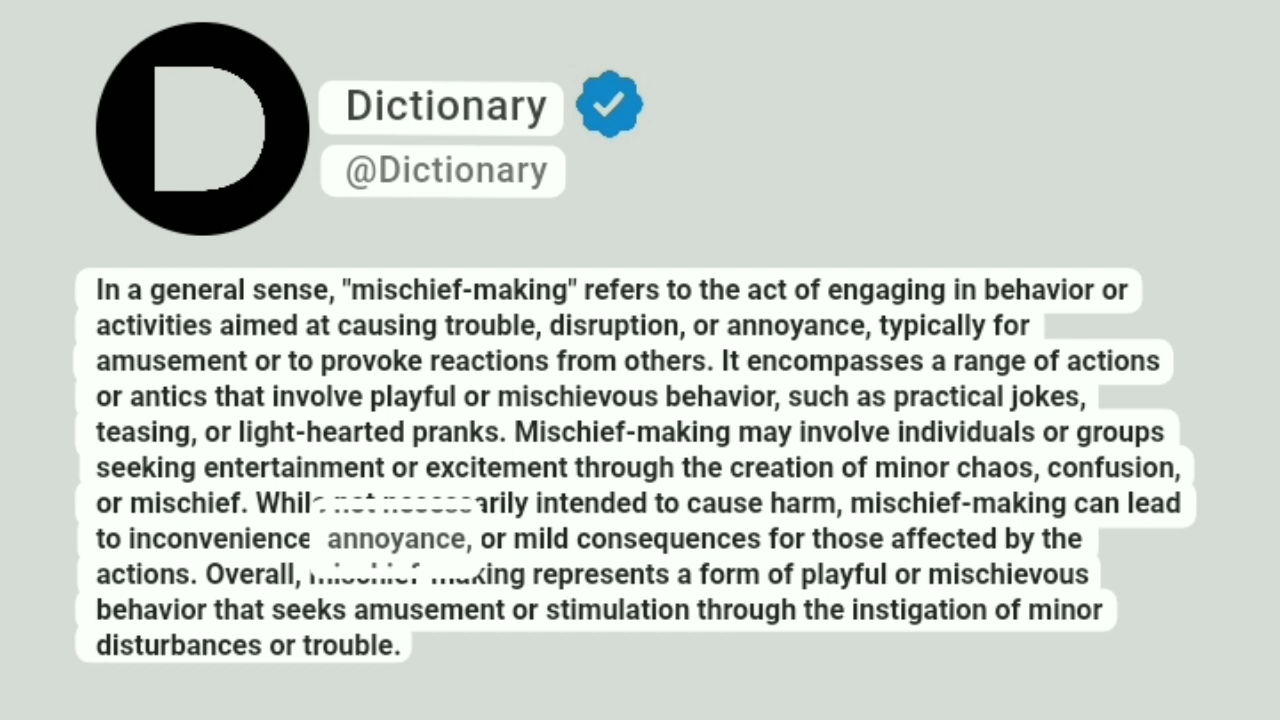 D
Dictionary
@Dictionary
In a general sense, "mischief-making" refers to the act of engaging in behavior or
activities aimed at causing trouble, disruption, or annoyance, typically for
amusement or to provoke reactions from others. It encompasses a range of actions
or antics that involve playful or mischievous behavior, such as practical jokes,
teasing, or light-hearted pranks. Mischief-making may involve individuals or groups
seeking entertainment or excitement through the creation of minor chaos, confusion,
or mischief. While not necessarily intended to cause harm, mischief-making can lead
to inconvenience annoyance, or mild consequences for those affected by the
actions. Overall, mischief-making represents a form of playful or mischievous
behavior that seeks amusement or stimulation through the instigation of minor
disturbances or trouble.